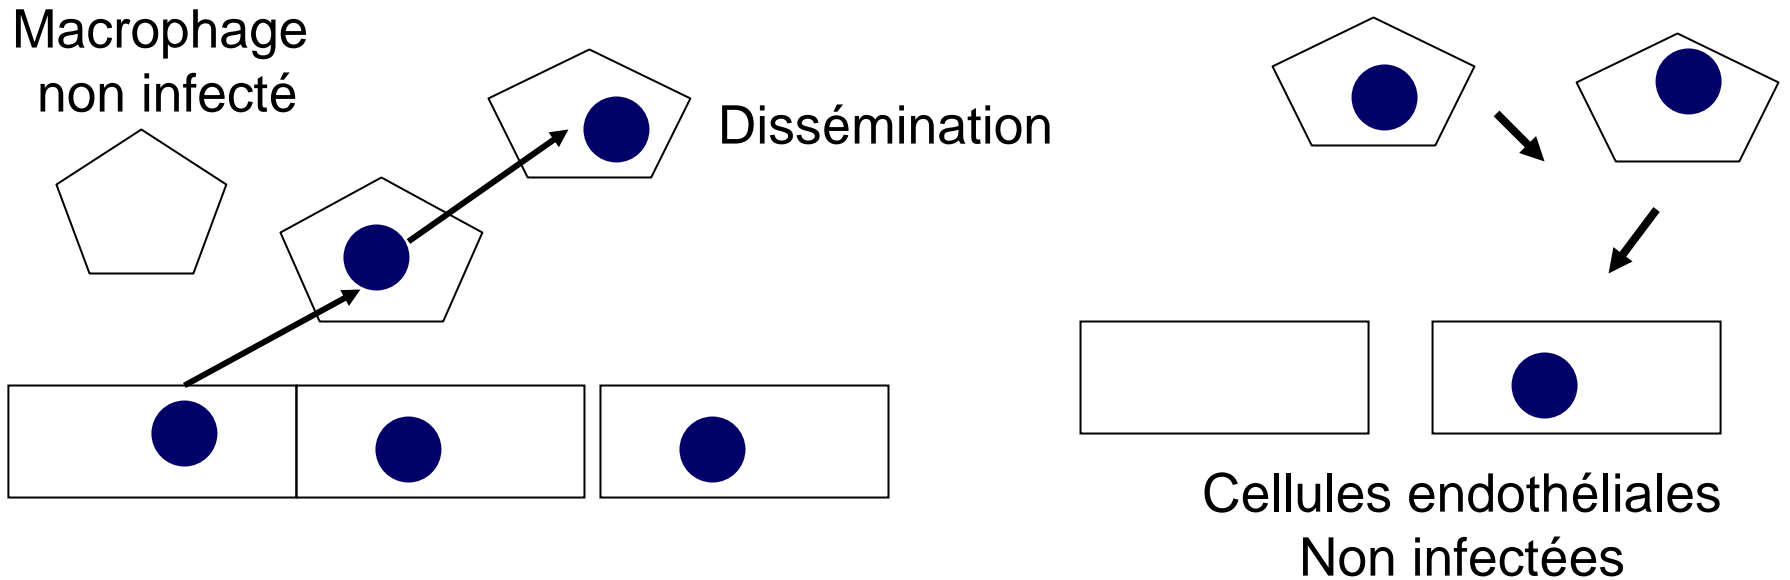 Macrophage
non infecté
Dissémination
Cellules endothéliales
Non infectées